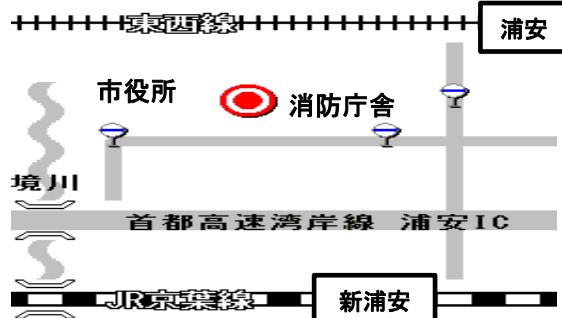 東西線
浦安
市役所
消防庁舎
境川
首都高速湾岸線 浦安IC
JR京葉線
新浦安